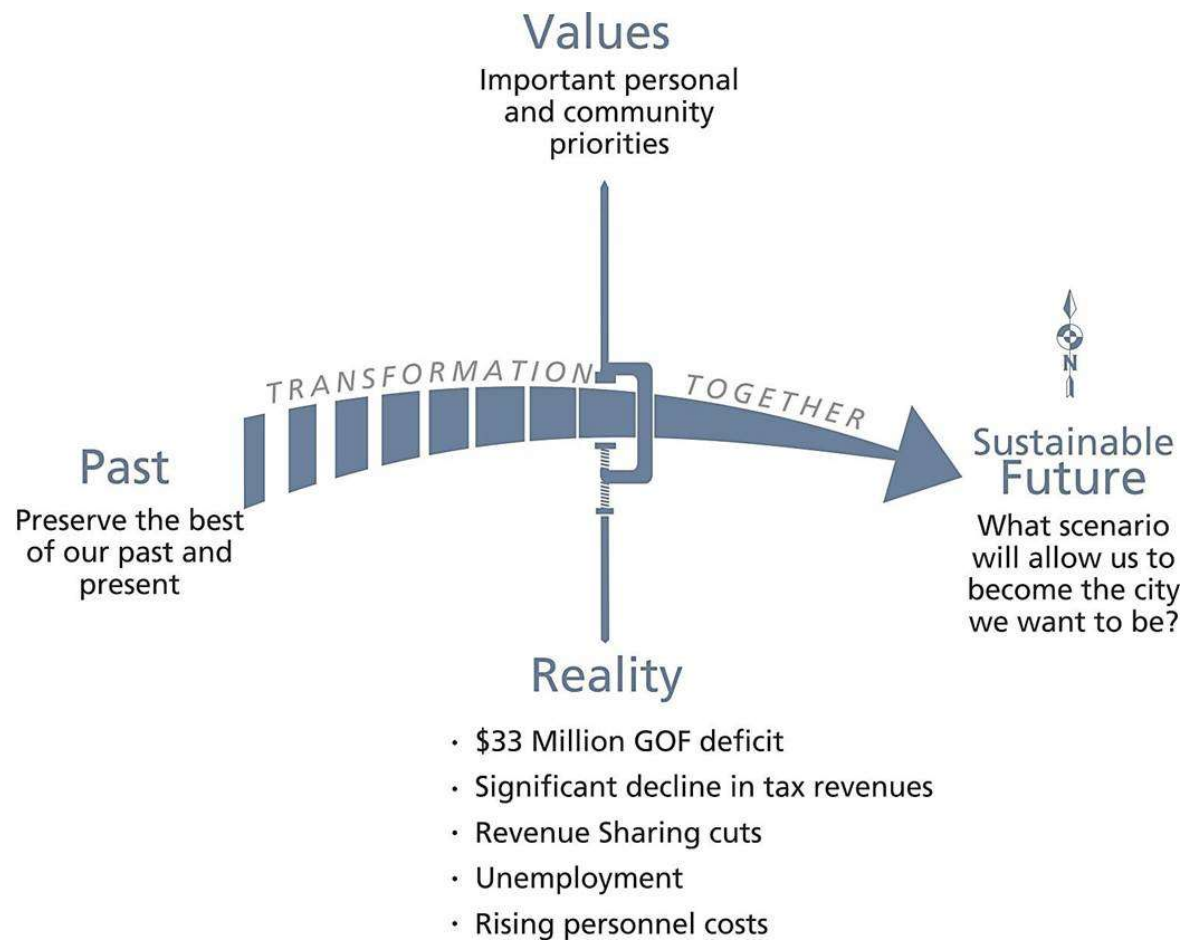 Values
Important personal
and community
priorities
TRANSFORMATION
TOGETHER
N
Past
Preserve the best
of our past and
present
Sustainable
Future
What scenario
will allow us to
become the city
we want to be?
Reality
· $33 Million GOF deficit
· Significant decline in tax revenues
· Revenue Sharing cuts
· Unemployment
· Rising personnel costs